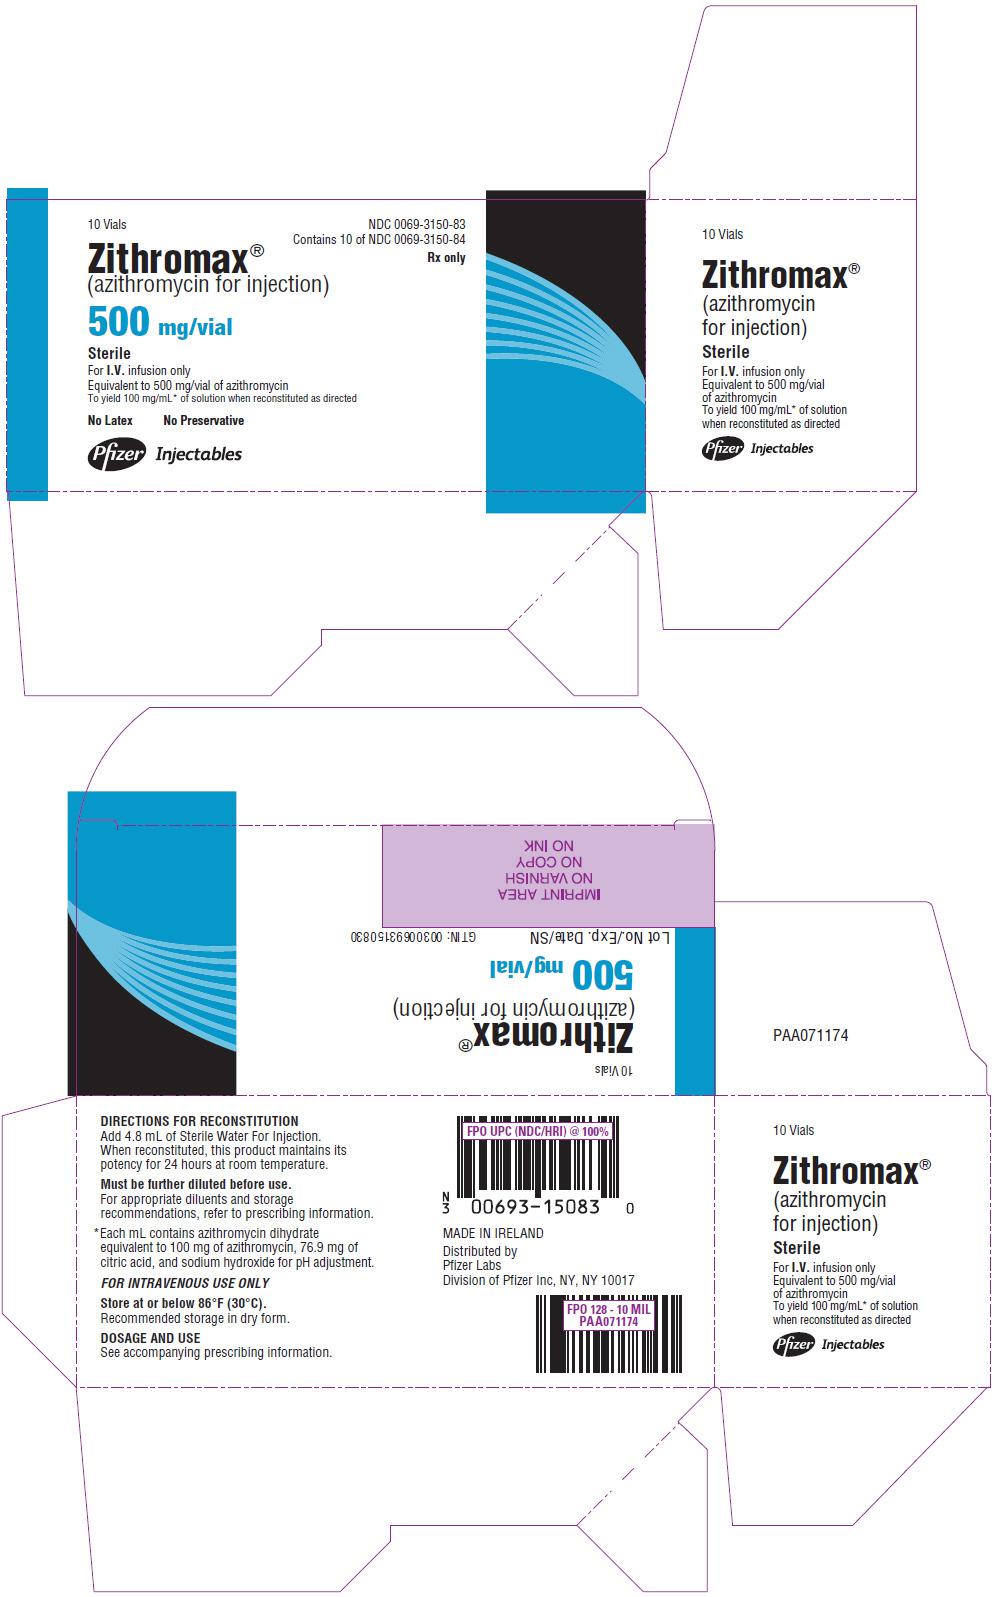 10 Vials
NDC 0069-3150-83
Contains 10 of NDC 0069-3150-84
Rx only
Zithromax®
(azithromycin for injection)
500 mg/vial
Sterile
For I.V. infusion only
Equivalent to 500 mg/vial of azithromycin
To yield 100 mg/mL* of solution when reconstituted as directed
No Latex No Preservative
Pfizer Injectables
10 Vials
Zithromax®
(azithromycin
for injection)
Sterile
For I.V. infusion only
Equivalent to 500 mg/vial
of azithromycin
To yield 100 mg/mL* of solution
when reconstituted as directed
Pfizer Injectables
10 Vials
Zithromax®
(azithromycin for injection)
500 mg/vial
Lot No./Exp. Date/SN GTIN: 00300693150830
IMPRINT AREA
NO VARNISH
NO COPY
NO INK
PAA071174
DIRECTIONS FOR RECONSTITUTION
Add 4.8 mL of Sterile Water For Injection.
When reconstituted, this product maintains its
potency for 24 hours at room temperature.
Must be further diluted before use.
For appropriate diluents and storage
recommendations, refer to prescribing information.
*Each mL contains azithromycin dihydrate
equivalent to 100 mg of azithromycin, 76.9 mg of
citric acid, and sodium hydroxide for pH adjustment.
FOR INTRAVENOUS USE ONLY
Store at or below 86°F (30°C).
Recommended storage in dry form.
DOSAGE AND USE
See accompanying prescribing information.
FPO UPC (NDC/HRI) @ 100%
N
3 00693-15083 0
MADE IN IRELAND
Distributed by
Pfizer Labs
Division of Pfizer Inc, NY, NY 10017
FPO 128 - 10 MIL
PAA071174
10 Vials
Zithromax®
(azithromycin
for injection)
Sterile
For I.V. infusion only
Equivalent to 500 mg/vial
of azithromycin
To yield 100 mg/mL* of solution
when reconstituted as directed
Pfizer Injectables